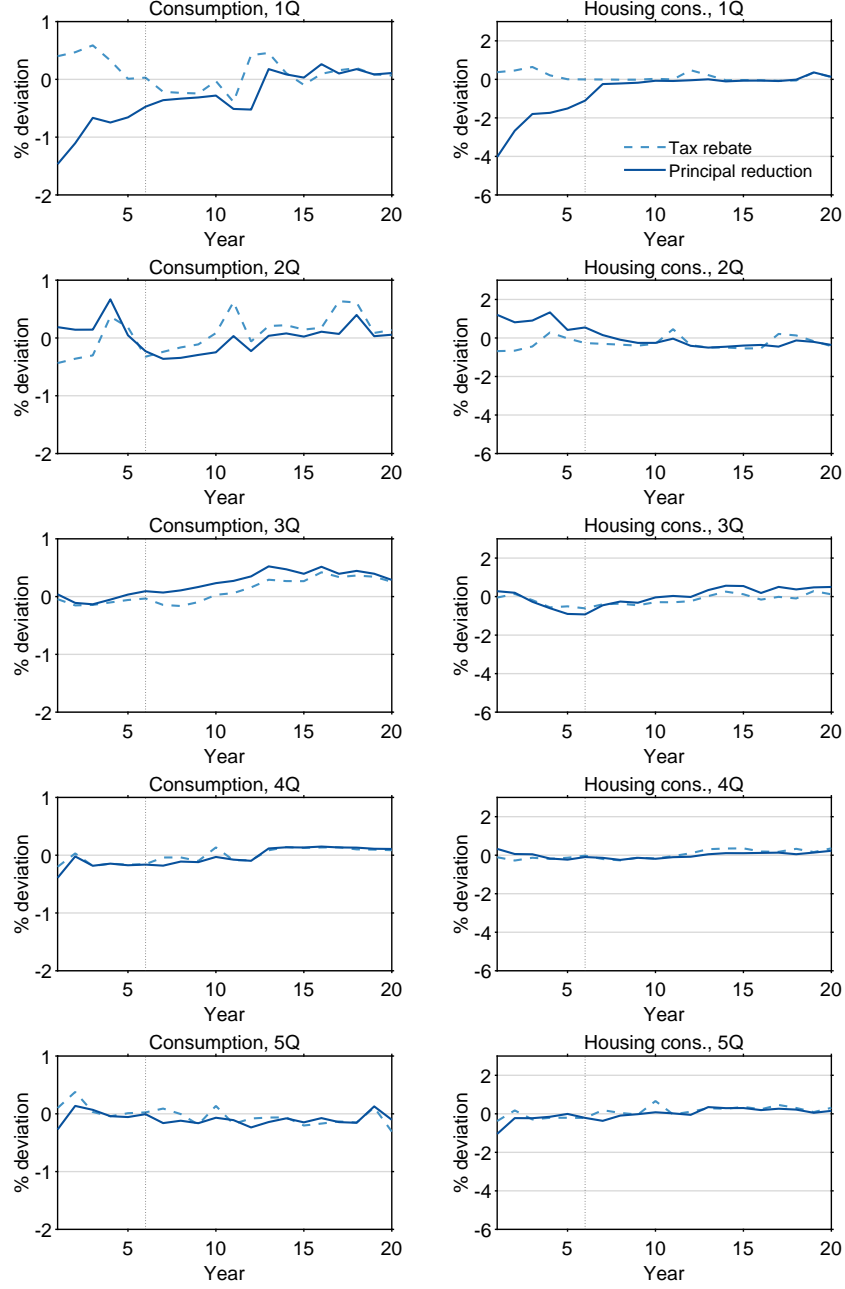 Consumption, 1Q
1
0
-1
-2
% deviation
5
10
15
20
Year
Housing cons., 1Q
2
0
-2
-4
-6
% deviation
Tax rebate
Principal reduction
5
10
15
20
Year
Consumption, 2Q
1
0
-1
-2
% deviation
5
10
15
20
Year
Housing cons., 2Q
2
0
-2
-4
-6
% deviation
5
10
15
20
Year
Consumption, 3Q
1
0
-1
-2
% deviation
5
10
15
20
Year
Housing cons., 3Q
2
0
-2
-4
-6
% deviation
5
10
15
20
Year
Consumption, 4Q
1
0
-1
-2
% deviation
5
10
15
20
Year
Housing cons., 4Q
2
0
-2
-4
-6
% deviation
5
10
15
20
Year
Consumption, 5Q
1
0
-1
-2
% deviation
5
10
15
20
Year
Housing cons., 5Q
2
0
-2
-4
-6
% deviation
5
10
15
20
Year